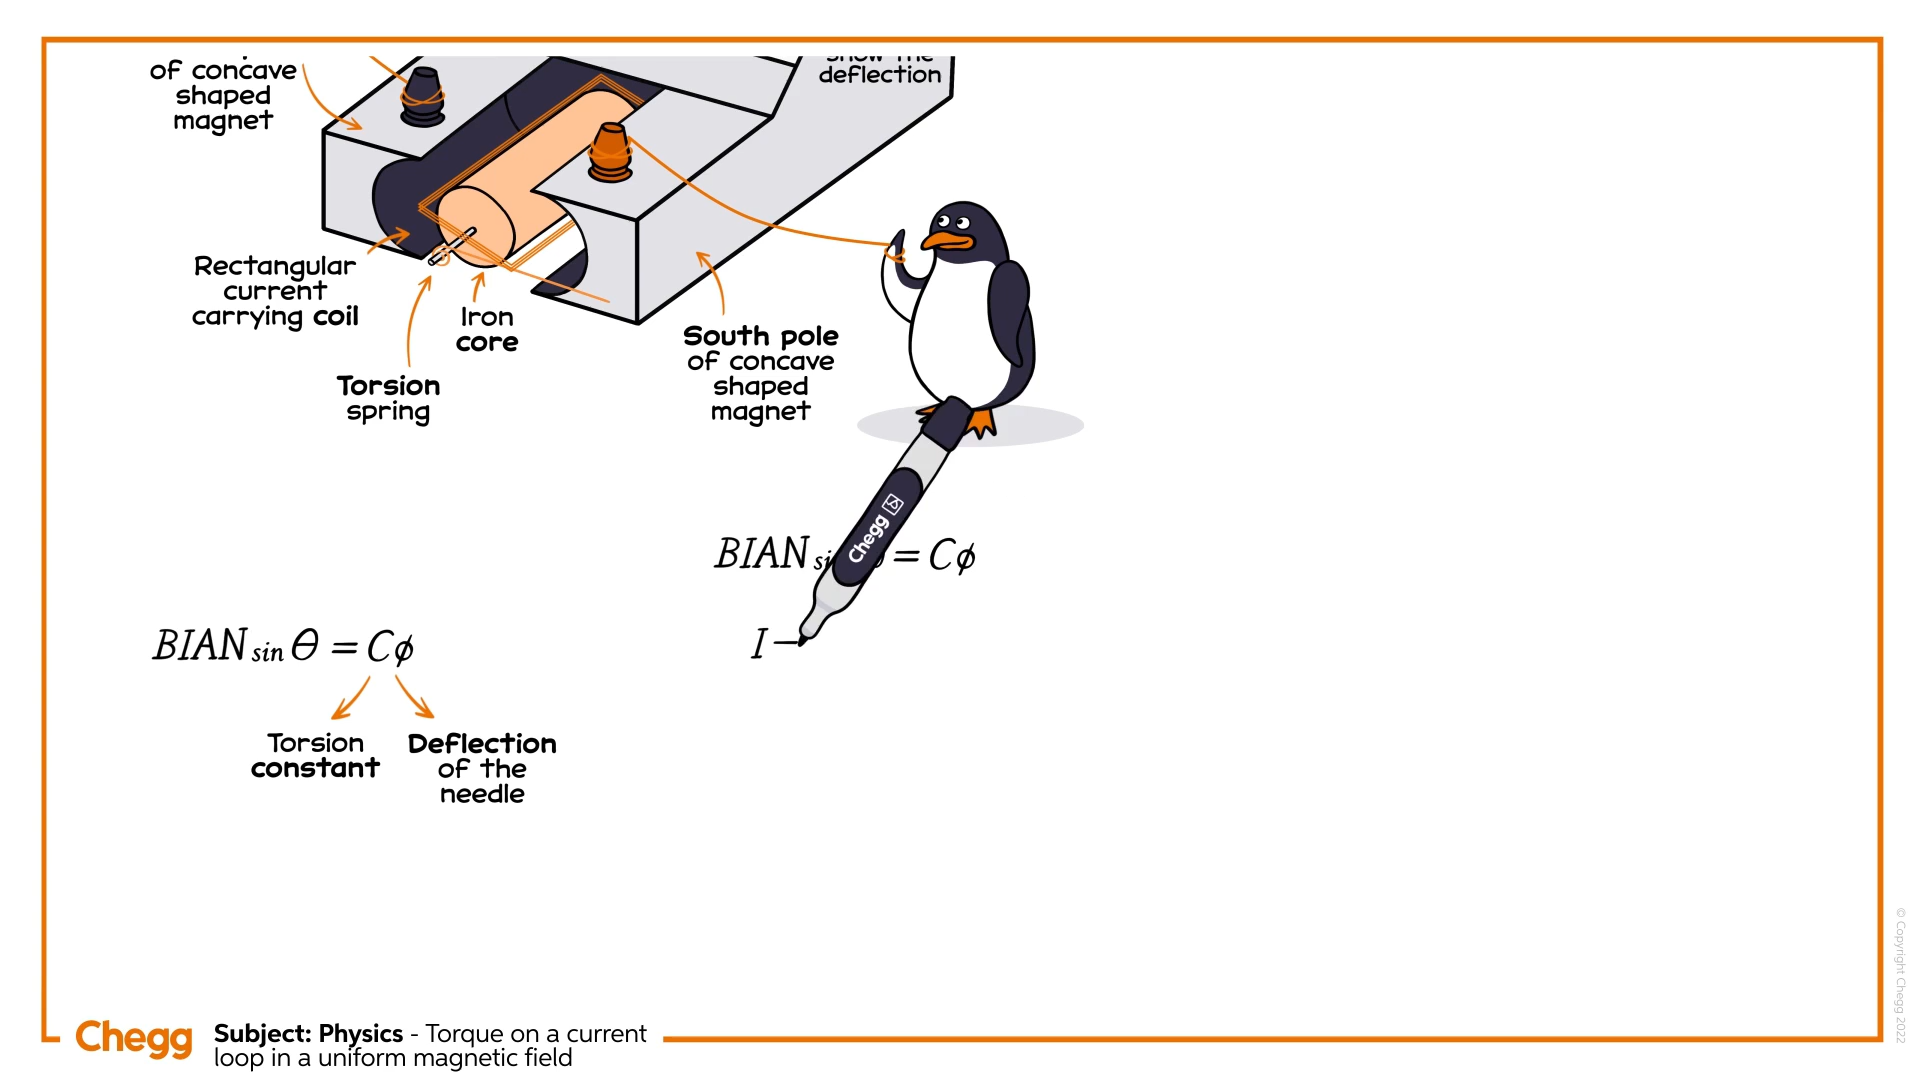 of concave
shaped
magnet
deflection
Rectangular
current
carrying coil
Iron
core
Torsion
spring
South pole
of concave
shaped
magnet
Chegg
BIAN = Cϕ
I
BIAN sin θ = Cϕ
Torsion
constant
Deflection
of the
needle
Chegg
Subject: Physics - Torque on a current
loop in a uniform magnetic field
© Copyright Chegg 2022